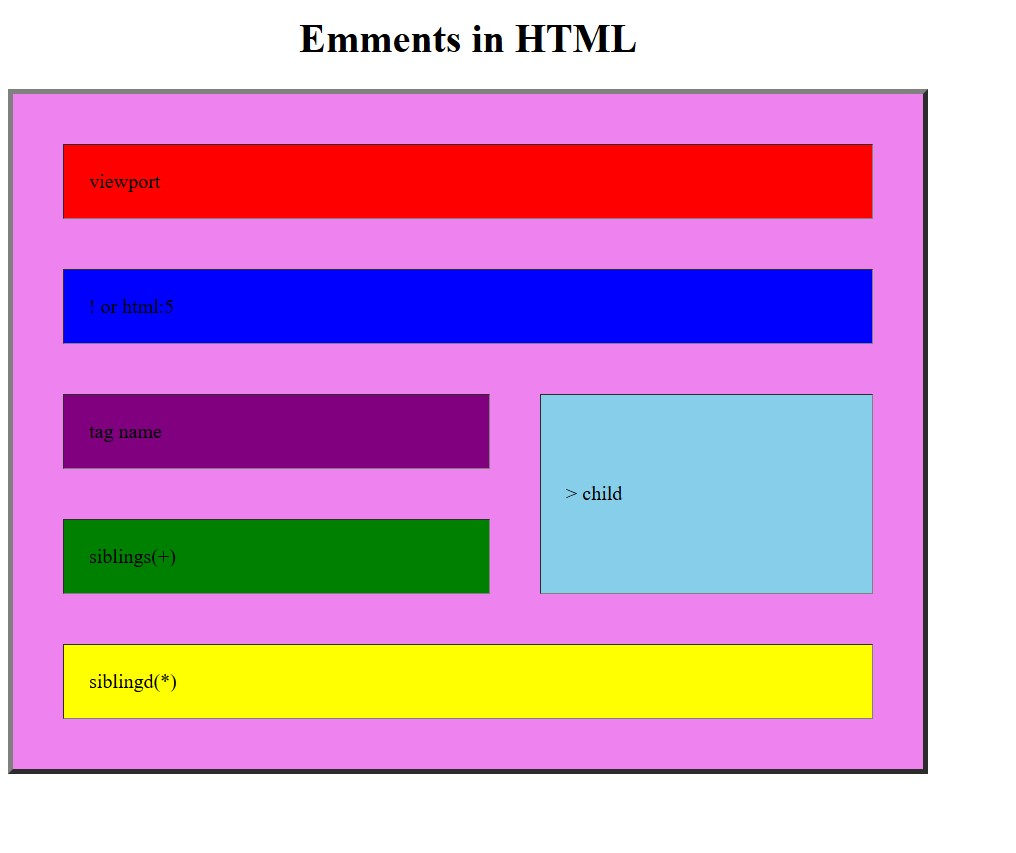 Emments in HTML
viewport
! or html:5
tag name
> child
siblings(+)
siblingd(*)